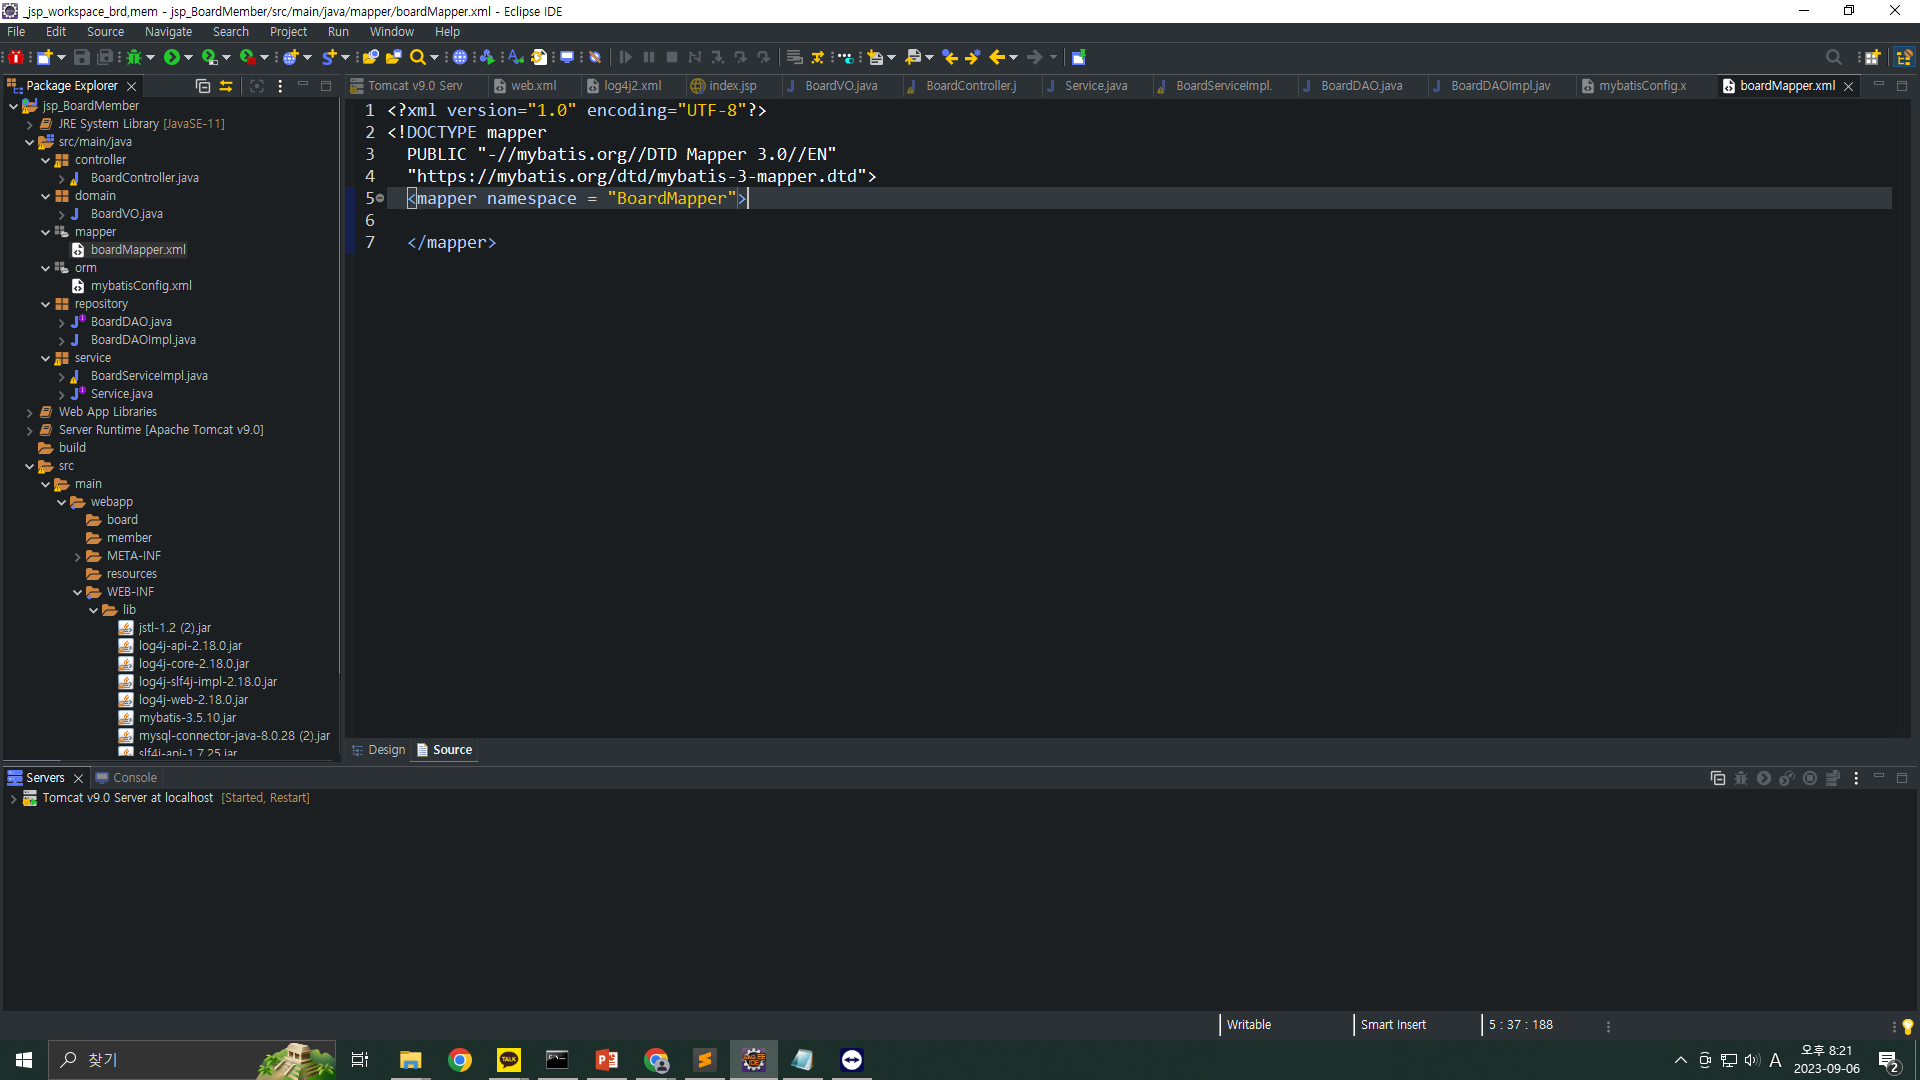 _jsp_workspace_brd,mem - jsp_BoardMember/src/main/java/mapper/boardMapper.xml - Eclipse IDE
File Edit Source Navigate Search Project Run Window Help
Package Explorer
Tomcat v9.0 Serv web.xml log4j2.xml index.jsp BoardVO.java BoardController.j Service.java BoardServiceImpl. BoardDAO.java BoardDAOImpl.jav mybatisConfig.x boardMapper.xml
jsp_BoardMember
JRE System Library [JavaSE-11]
src/main/java
controller
BoardController.java
domain
BoardVO.java
mapper
boardMapper.xml
orm
mybatisConfig.xml
repository
BoardDAO.java
BoardDAOImpl.java
service
BoardServiceImpl.java
Service.java
Web App Libraries
Server Runtime [Apache Tomcat v9.0]
build
src
main
webapp
board
member
META-INF
resources
WEB-INF
lib
jstl-1.2 (2).jar
log4j-api-2.18.0.jar
log4j-core-2.18.0.jar
log4j-slf4j-impl-2.18.0.jar
log4j-web-2.18.0.jar
mybatis-3.5.10.jar
mysql-connector-java-8.0.28 (2).jar
slf4j-api-1.7.25.jar
1 <?xml version="1.0" encoding="UTF-8"?>
2 <!DOCTYPE mapper
3 PUBLIC "-//mybatis.org//DTD Mapper 3.0//EN"
4 "https://mybatis.org/dtd/mybatis-3-mapper.dtd">
5 <mapper namespace = "BoardMapper">
6
7 </mapper>
Design Source
Servers Console
Tomcat v9.0 Server at localhost [Started, Restart]
Writable Smart Insert 5 : 37 : 188
찾기
TALK
A
오후 8:21
2023-09-06
2